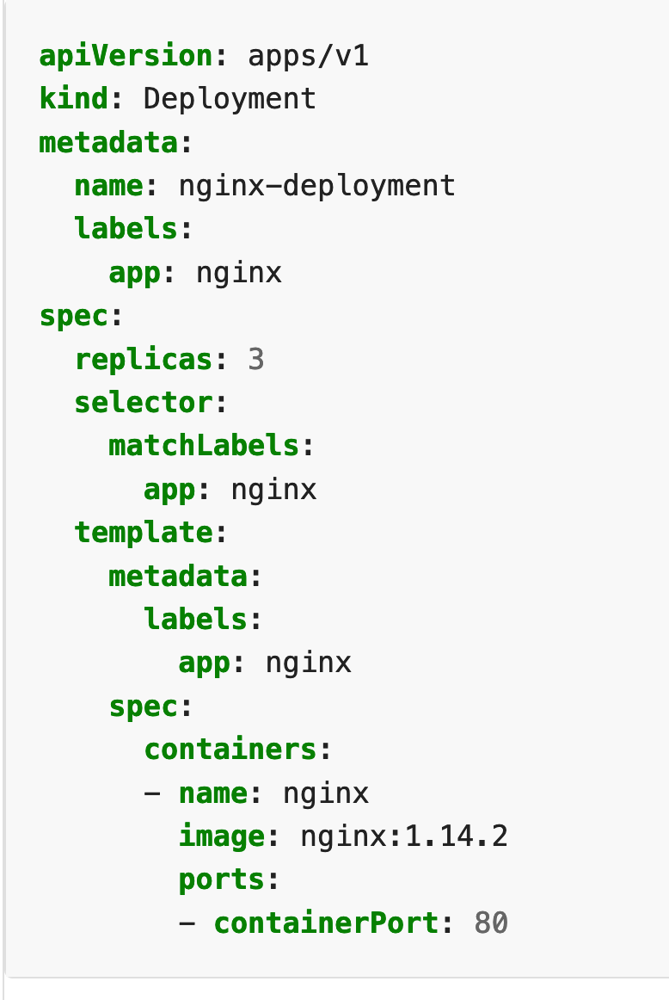 apiVersion: apps/v1
kind: Deployment
metadata:
  name: nginx-deployment
  labels:
    app: nginx
spec:
  replicas: 3
  selector:
    matchLabels:
      app: nginx
  template:
    metadata:
      labels:
        app: nginx
    spec:
      containers:
      - name: nginx
        image: nginx:1.14.2
        ports:
        - containerPort: 80